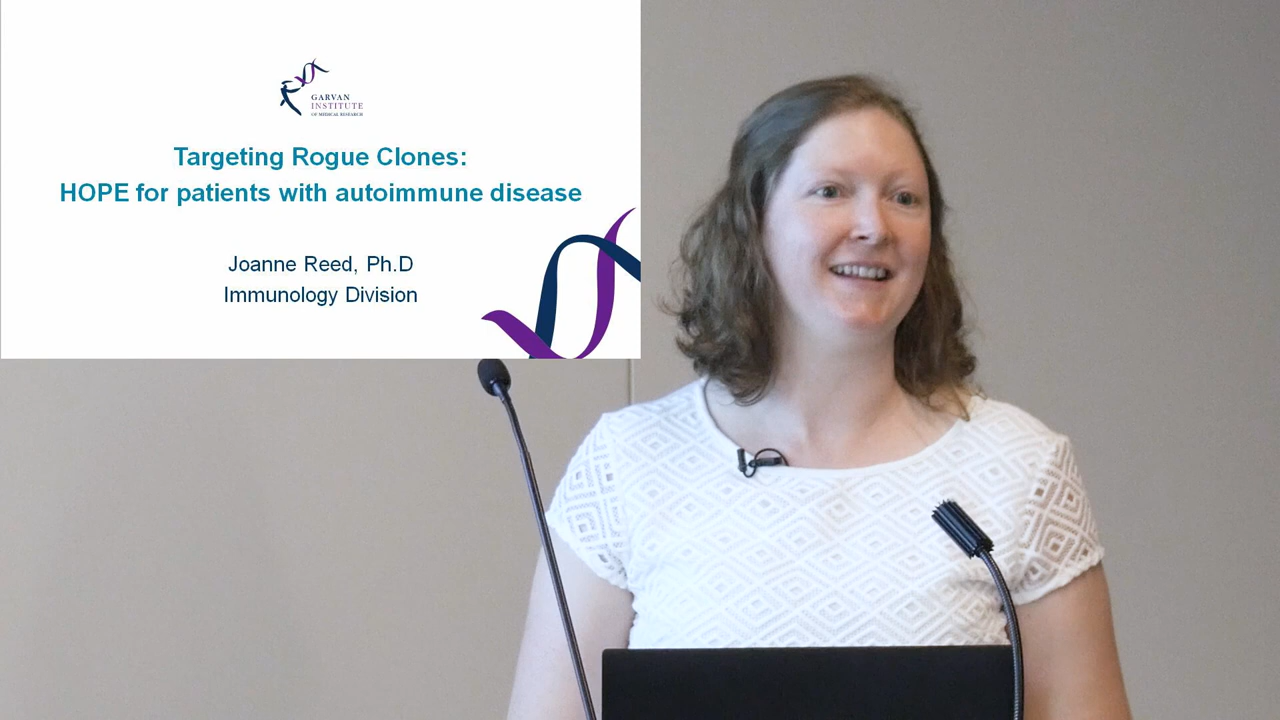 GARVAN
INSTITUTE
OF MEDICAL RESEARCH
Targeting Rogue Clones:
HOPE for patients with autoimmune disease
Joanne Reed, Ph.D
Immunology Division